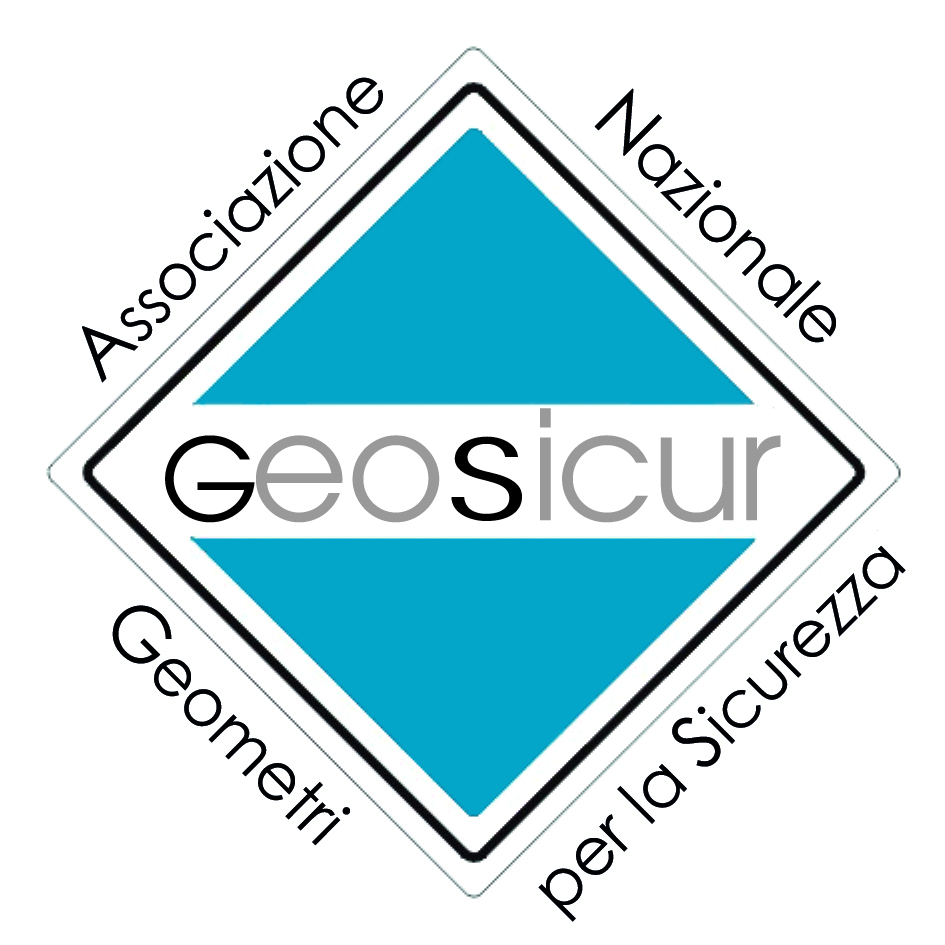 Associazione
Nazionale
GeoSicur
Geometri
per la Sicurezza